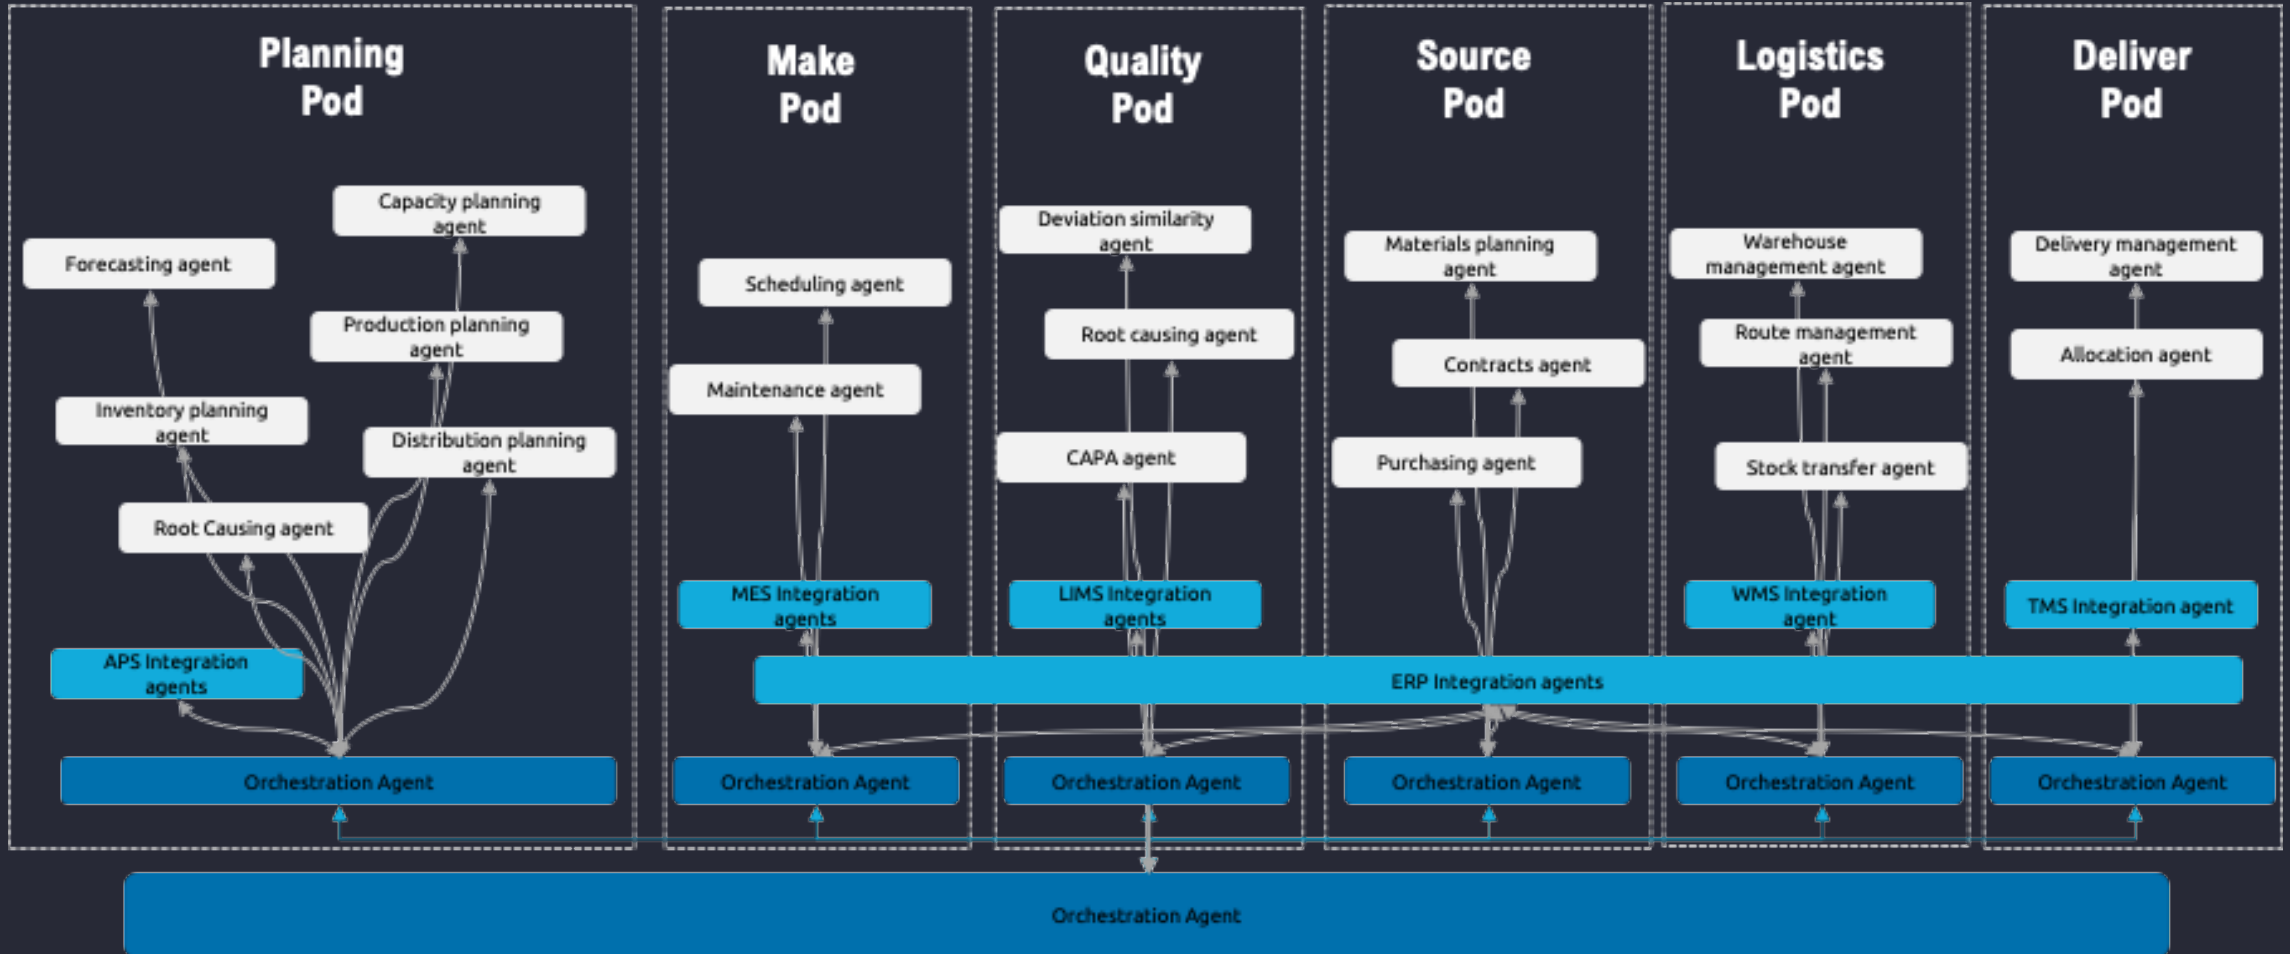 Planning
Pod
Make
Pod
Quality
Pod
Source
Pod
Logistics
Pod
Deliver
Pod
Capacity planning
agent
Forecasting agent
Production planning
agent
Inventory planning
agent
Distribution planning
agent
Root Causing agent
APS Integration
agents
Orchestration Agent
Scheduling agent
Maintenance agent
MES Integration
agents
Orchestration Agent
Deviation similarity
agent
Root causing agent
CAPA agent
LIMS Integration
agents
Orchestration Agent
Materials planning
agent
Contracts agent
Purchasing agent
ERP Integration agents
Orchestration Agent
Warehouse
management agent
Route management
agent
Stock transfer agent
WMS Integration
agent
Orchestration Agent
Delivery management
agent
Allocation agent
TMS Integration agent
Orchestration Agent
Orchestration Agent